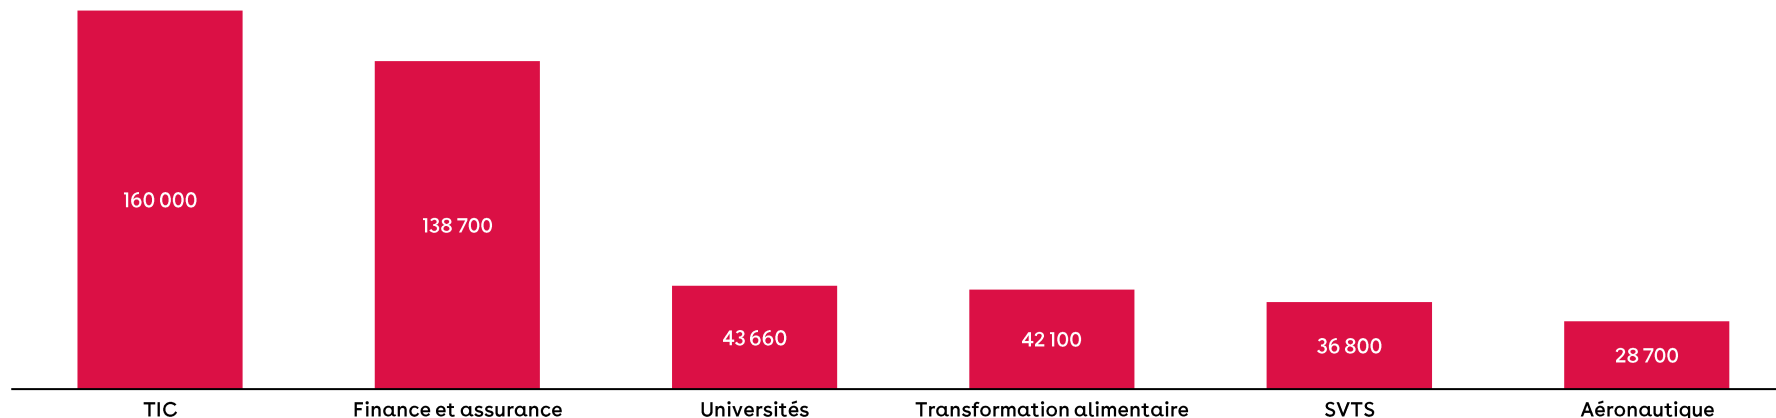 160 000
138 700
43 660
42 100
36 800
28 700
TIC
Finance et assurance
Universités
Transformation alimentaire
SVTS
Aéronautique